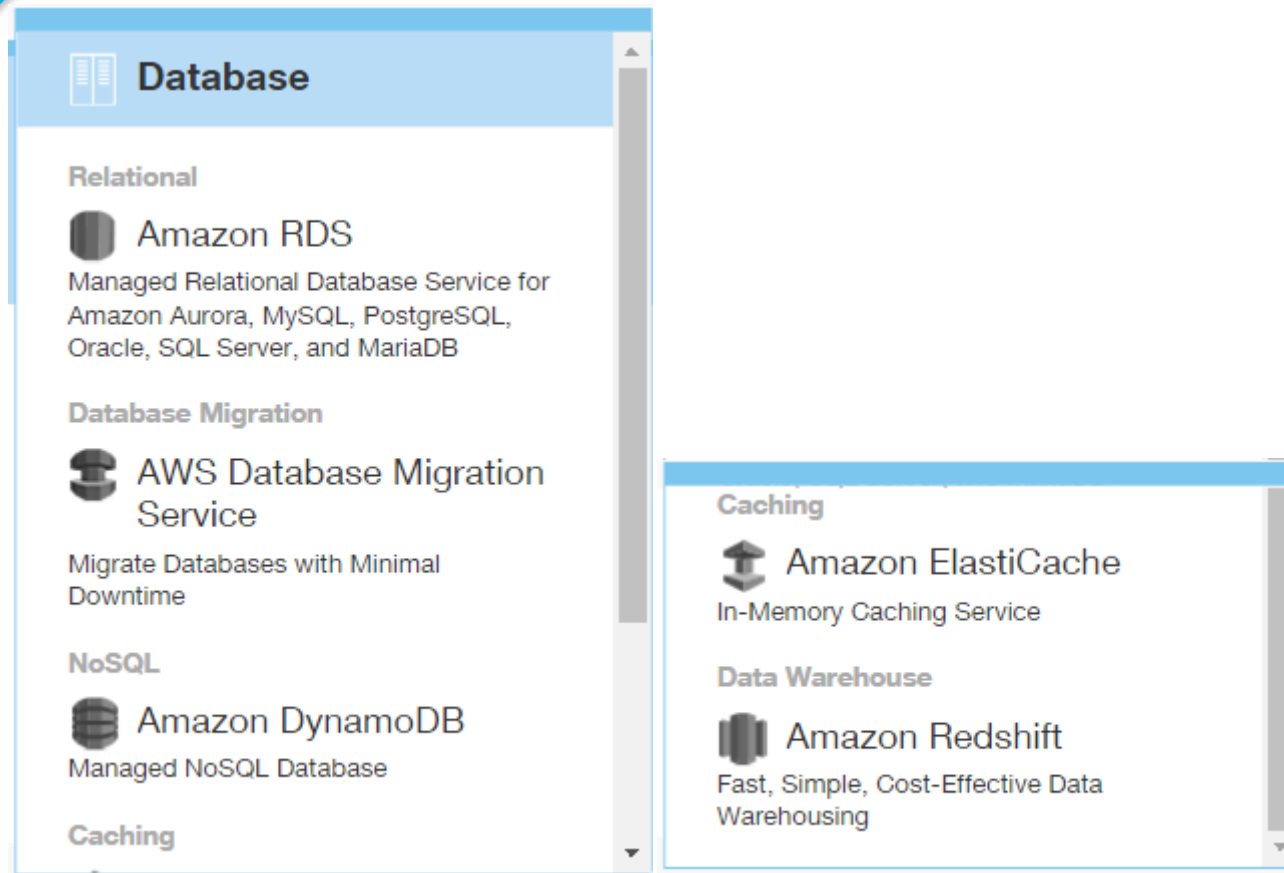 Database
Relational
Amazon RDS
Managed Relational Database Service for
Amazon Aurora, MySQL, PostgreSQL,
Oracle, SQL Server, and MariaDB
Database Migration
AWS Database Migration
Service
Migrate Databases with Minimal
Downtime
NoSQL
Amazon DynamoDB
Managed NoSQL Database
Caching
Caching
Amazon ElastiCache
In-Memory Caching Service
Data Warehouse
Amazon Redshift
Fast, Simple, Cost-Effective Data
Warehousing